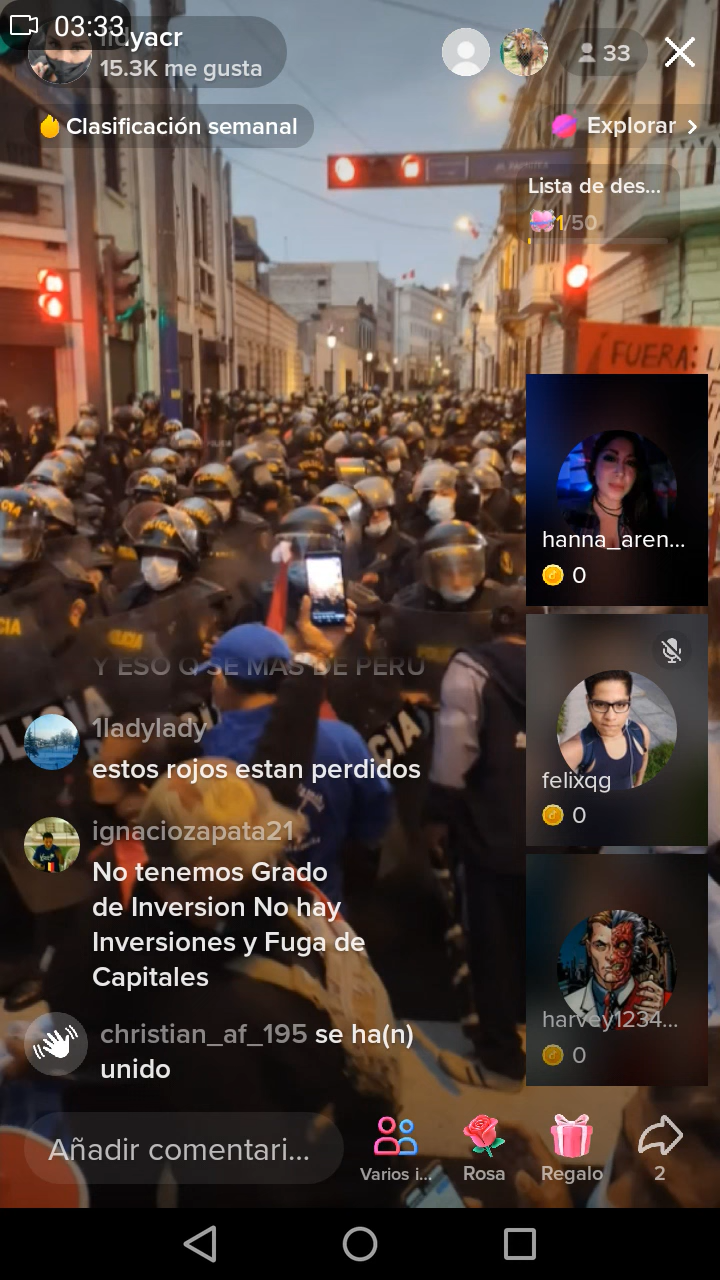 03:33
15.3K me gusta
33
Clasificación semanal
Explorar
Lista de des...
1/50
¡FUERA:
hanna_aren...
0
Y ESO Q SE MAS DE PERU
felixqg
0
1ladylady
estos rojos estan perdidos
ignaciozapata21
No tenemos Grado
de Inversion No hay
Inversiones y Fuga de
Capitales
harvey1234...
0
christian_af_195 se ha(n)
unido
POLICIA
Añadir comentari...
Varios i...
Rosa
Regalo
2